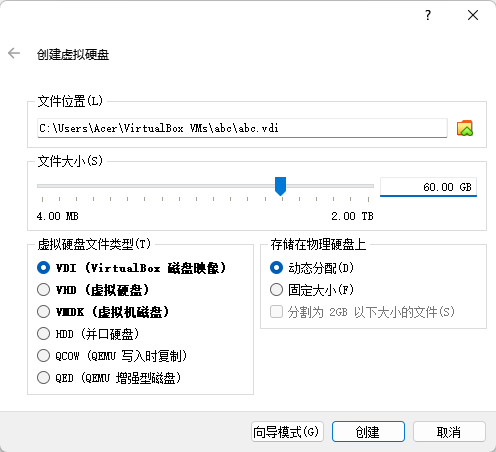 ?
创建虚拟硬盘
文件位置(L)
C:\Users\Acer\VirtualBox VMs\abc\abc.vdi
文件大小(S)
60.00 GB
4.00 MB 2.00 TB
虚拟硬盘文件类型(T)
VDI (VirtualBox 磁盘映像)
VHD (虚拟硬盘)
VMDK (虚拟机磁盘)
HDD (并口硬盘)
QCOW (QEMU 写入时复制)
QED (QEMU 增强型磁盘)
存储在物理硬盘上
动态分配(D)
固定大小(F)
分割为 2GB 以下大小的文件(S)
向导模式(G) 创建 取消